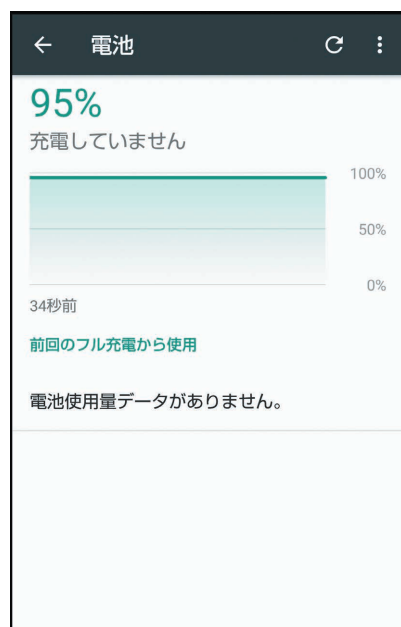 電池
95%
充電していません
100%
50%
0%
34秒前
前回のフル充電から使用
電池使用量データがありません。